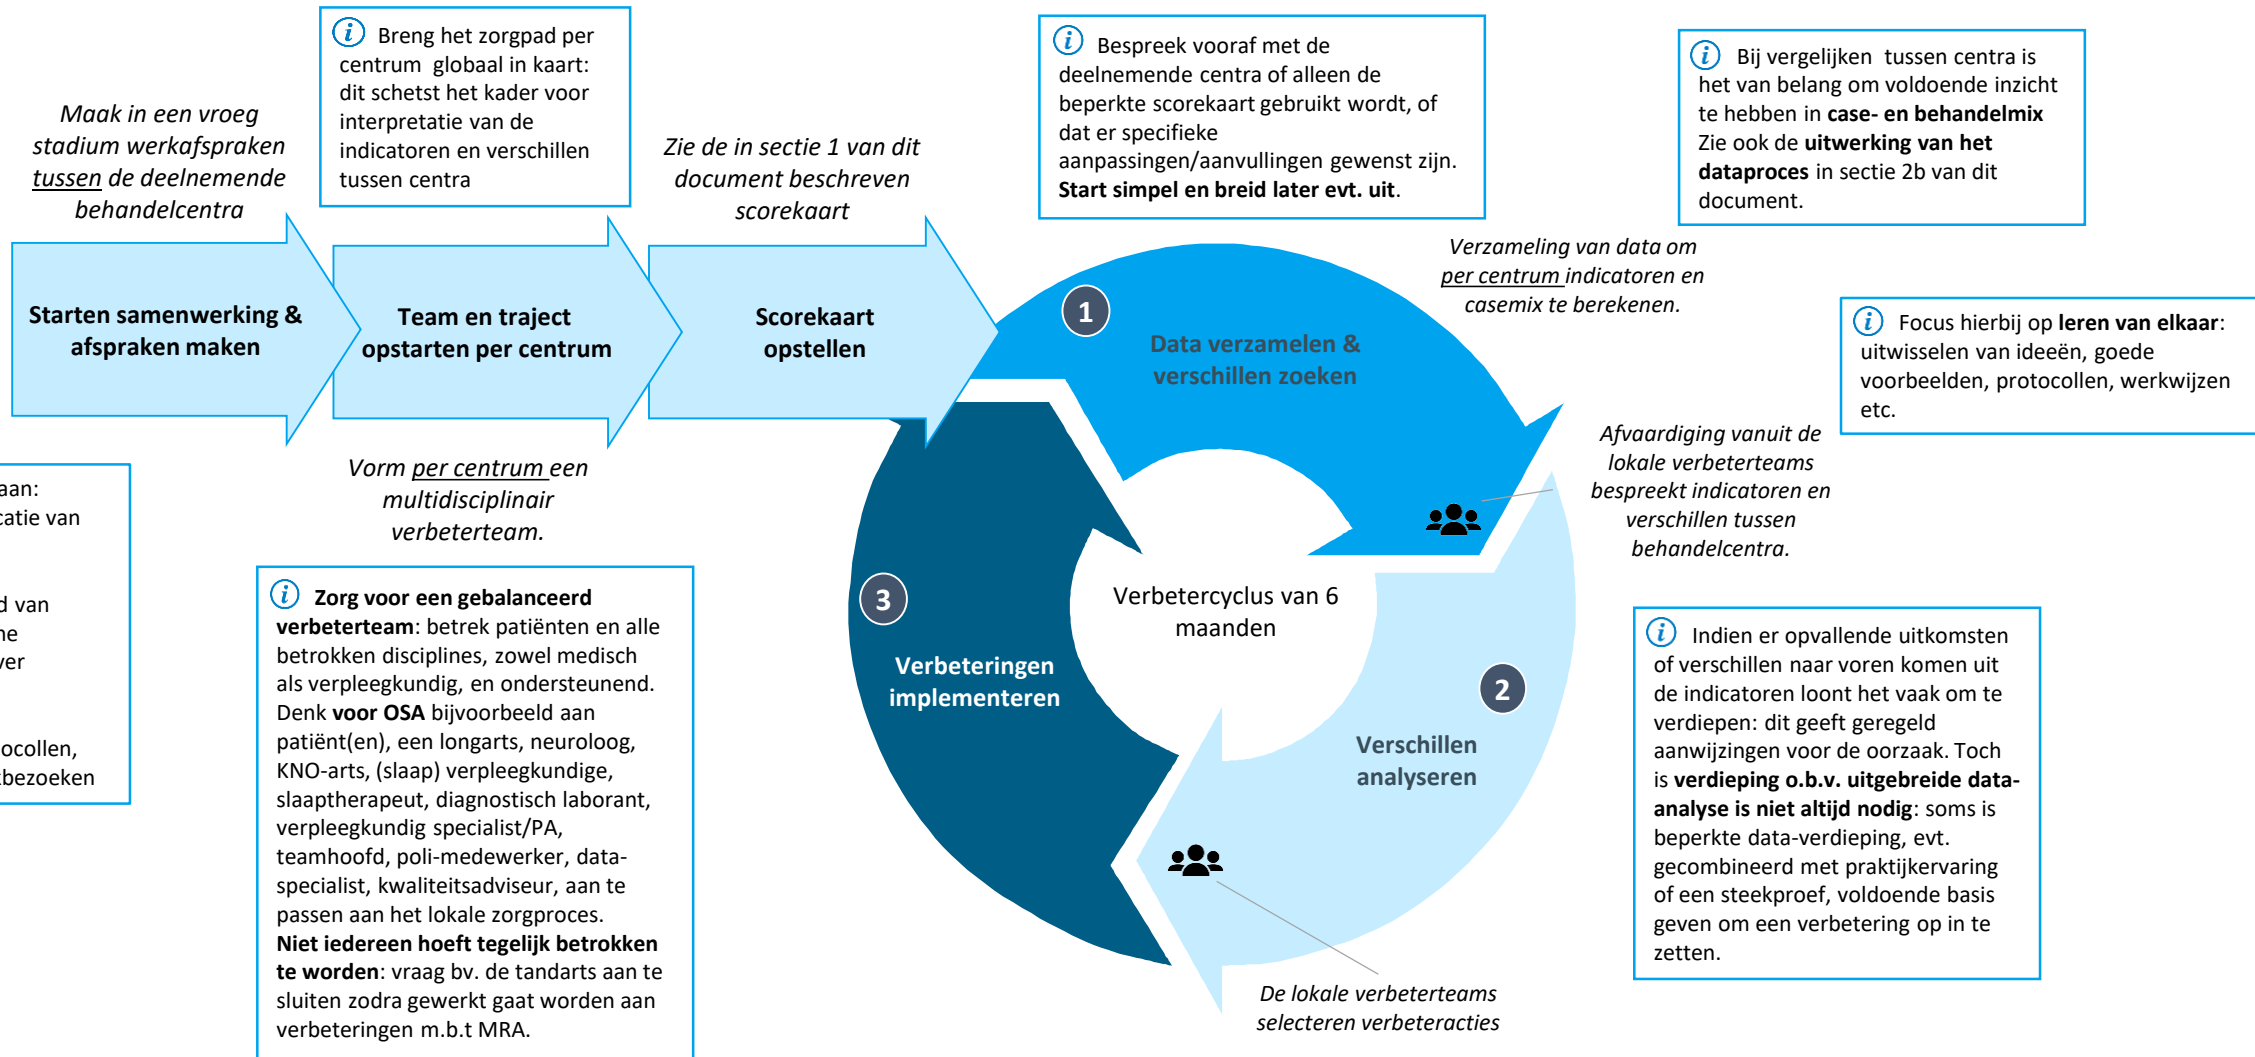 Maak in een vroeg
stadium werkafspraken
tussen de deelnemende
behandelcentra
Breng het zorgpad per
centrum globaal in kaart:
dit schetst het kader voor
interpretatie van de
indicatoren en verschillen
tussen centra
Zie de in sectie 1 van dit
document beschreven
scorekaart
Bespreek vooraf met de
deelnemende centra of alleen de
beperkte scorekaart gebruikt wordt, of
dat er specifieke
aanpassingen/aanvullingen gewenst zijn.
Start simpel en breid later evt. uit.
Bij vergelijken tussen centra is
het van belang om voldoende inzicht
te hebben in case- en behandelmix
Zie ook de uitwerking van het
dataproces in sectie 2b van dit
document.
Starten samenwerking &
afspraken maken
Team en traject
opstarten per centrum
Scorekaart
opstellen
1
Data verzamelen &
verschillen zoeken
Verzameling van data om
per centrum indicatoren en
casemix te berekenen.
Focus hierbij op leren van elkaar:
uitwisselen van ideeën, goede
voorbeelden, protocollen, werkwijzen
etc.
Afvaardiging vanuit de
lokale verbeterteams
bespreekt indicatoren en
verschillen tussen
behandelcentra.
Vorm per centrum een
multidisciplinair
verbeterteam.
aan:
catie van
d van
ne
ver
ocollen,
kbezoeken
Zorg voor een gebalanceerd
verbeterteam: betrek patiënten en alle
betrokken disciplines, zowel medisch
als verpleegkundig, en ondersteunend.
Denk voor OSA bijvoorbeeld aan
patiënt(en), een longarts, neuroloog,
KNO-arts, (slaap) verpleegkundige,
slaaptherapeut, diagnostisch laborant,
verpleegkundig specialist/PA,
teamhoofd, poli-medewerker, data-
specialist, kwaliteitsadviseur, aan te
passen aan het lokale zorgproces.
Niet iedereen hoeft tegelijk betrokken
te worden: vraag bv. de tandarts aan te
sluiten zodra gewerkt gaat worden aan
verbeteringen m.b.t MRA.
3
Verbeteringen
implementeren
Verbetercyclus van 6
maanden
2
Verschillen
analyseren
Indien er opvallende uitkomsten
of verschillen naar voren komen uit
de indicatoren loont het vaak om te
verdiepen: dit geeft geregeld
aanwijzingen voor de oorzaak. Toch
is verdieping o.b.v. uitgebreide data-
analyse is niet altijd nodig: soms is
beperkte data-verdieping, evt.
gecombineerd met praktijkervaring
of een steekproef, voldoende basis
geven om een verbetering op in te
zetten.
De lokale verbeterteams
selecteren verbeteracties